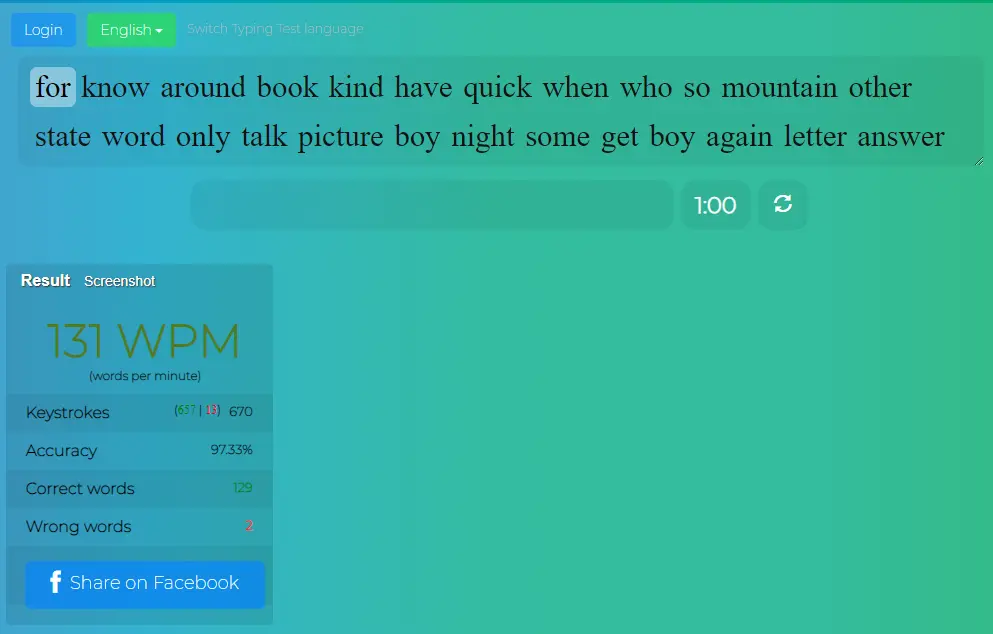 Login English Switch Typing Test language
for know around book kind have quick when who so mountain other
state word only talk picture boy night some get boy again letter answer
1:00
Result Screenshot
131 WPM
(words per minute)
Keystrokes (657 | 13) 670
Accuracy 97.33%
Correct words 129
Wrong words 2
f Share on Facebook